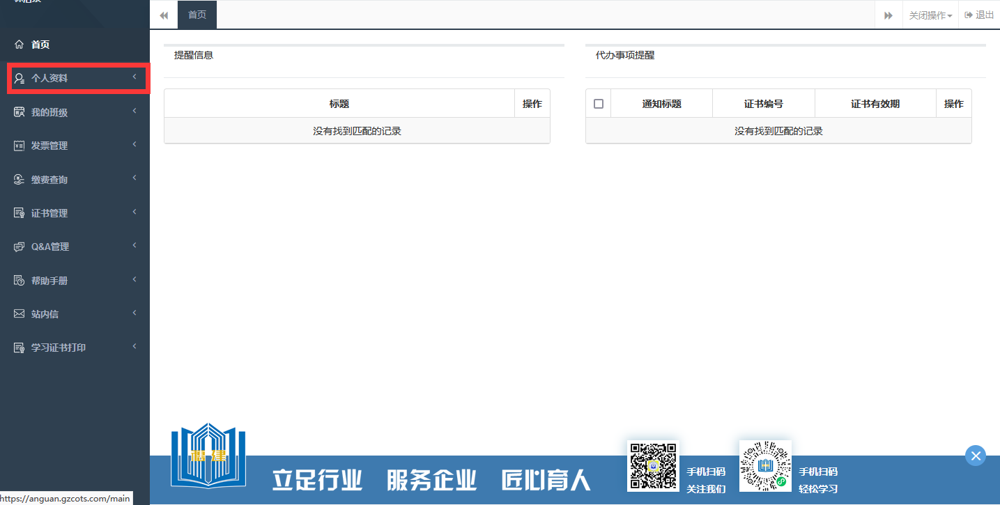 首页
个人资料
我的班级
发票管理
缴费查询
证书管理
Q&A管理
帮助手册
站内信
学习证书打印
首页
关闭操作
退出
提醒信息
标题 操作
没有找到匹配的记录
代办事项提醒
通知标题 证书编号 证书有效期 操作
没有找到匹配的记录
穗建
立足行业 服务企业 匠心育人
手机扫码
关注我们
手机扫码
轻松学习
https://anguan.gzcots.com/main